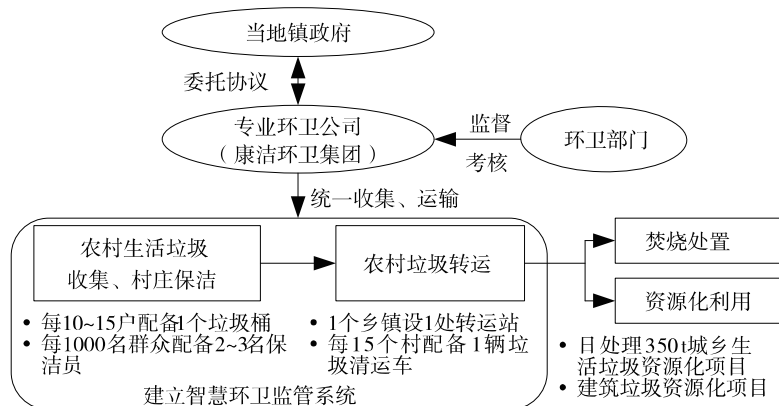 当地镇政府
委托协议
专业环卫公司
（康洁环卫集团）
监督
考核
环卫部门
统一收集、运输
农村生活垃圾
收集、村庄保洁
农村垃圾转运
焚烧处置
资源化利用
• 每10~15户配备1个垃圾桶
• 每1000名群众配备2~3名保
洁员
• 1个乡镇设1处转运站
• 每15个村配备1辆垃
圾清运车
• 日处理350t城乡生
活垃圾资源化项目
• 建筑垃圾资源化项目
建立智慧环卫监管系统